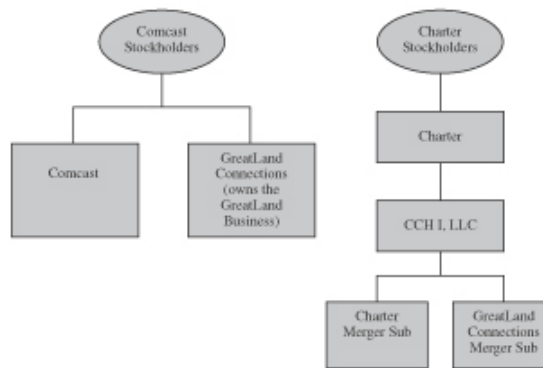 Comcast
Stockholders
Charter
Stockholders
Comcast
GreatLand
Connections
(owns the
GreatLand
Business)
Charter
CCH I, LLC
Charter
Merger Sub
GreatLand
Connections
Merger Sub